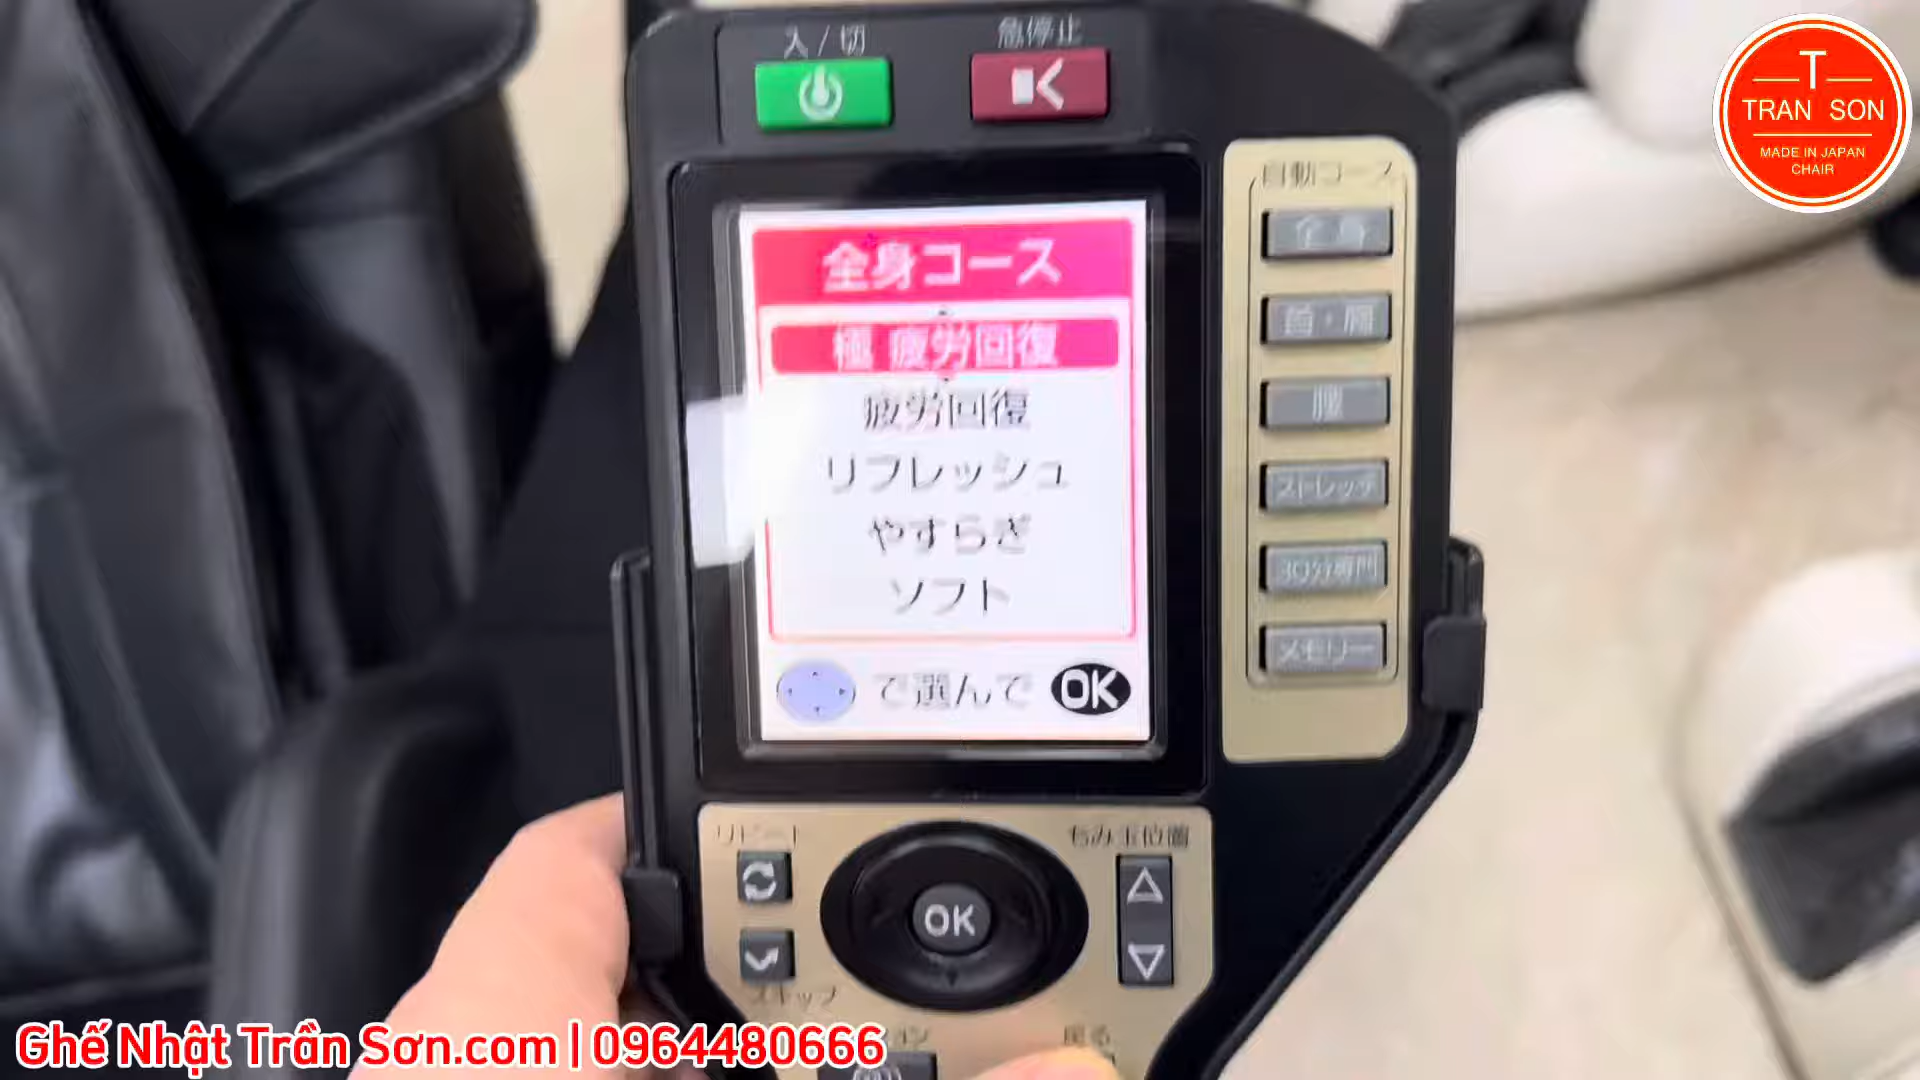 入/切
急停止
T
TRAN SON
MADE IN JAPAN
CHAIR
自動コース
全身
首・肩
腰
ストレッチ
30分専門
メモリー
全身コース
極 疲労回復
疲労回復
リフレッシュ
やすらぎ
ソフト
で選んで OK
リピート
もみ玉位置
OK
スキップ
戻る
Ghế Nhật Trần Sơn.com | 0964480666